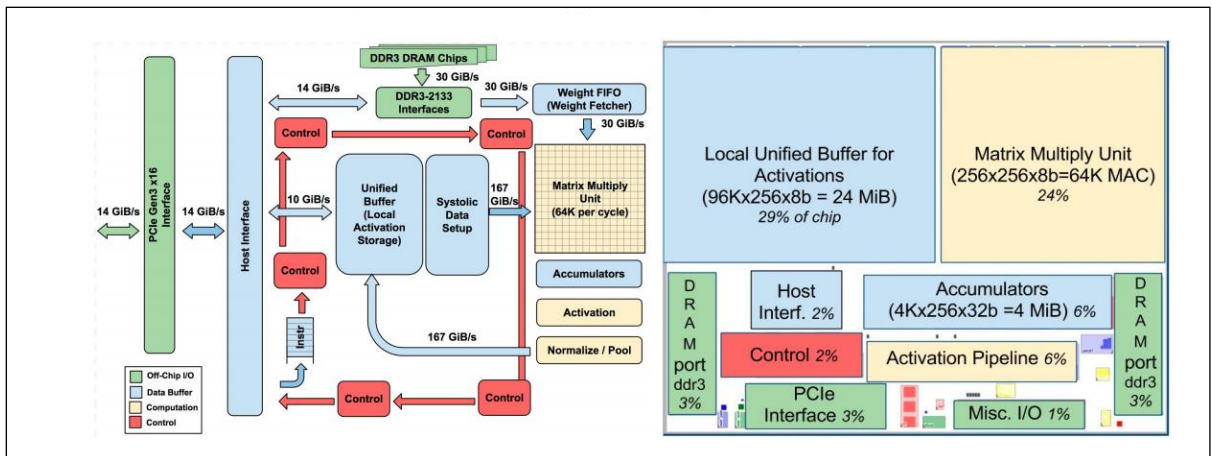 DDR3 DRAM Chips
30 GiB/s
14 GiB/s
DDR3-2133
Interfaces
30 GiB/s
Weight FIFO
(Weight Fetcher)
30 GiB/s
Control
Control
PCIe Gen3 x16
Interface
14 GiB/s
14 GiB/s
Host Interface
10 GiB/s
Unified
Buffer
(Local
Activation
Storage)
Systolic
Data
Setup
167
GiB/s
Matrix Multiply
Unit
(64K per cycle)
Control
Accumulators
Activation
Normalize / Pool
167 GiB/s
Instr
Control
Control
Off-Chip I/O
Data Buffer
Computation
Control
Local Unified Buffer for
Activations
(96Kx256x8b = 24 MiB)
29% of chip
Matrix Multiply Unit
(256x256x8b=64K MAC)
24%
D
R
A
M
port
ddr3
3%
Host
Interf. 2%
Accumulators
(4Kx256x32b =4 MiB) 6%
Control 2%
Activation Pipeline 6%
PCIe
Interface 3%
Misc. I/O 1%
D
R
A
M
port
ddr3
3%